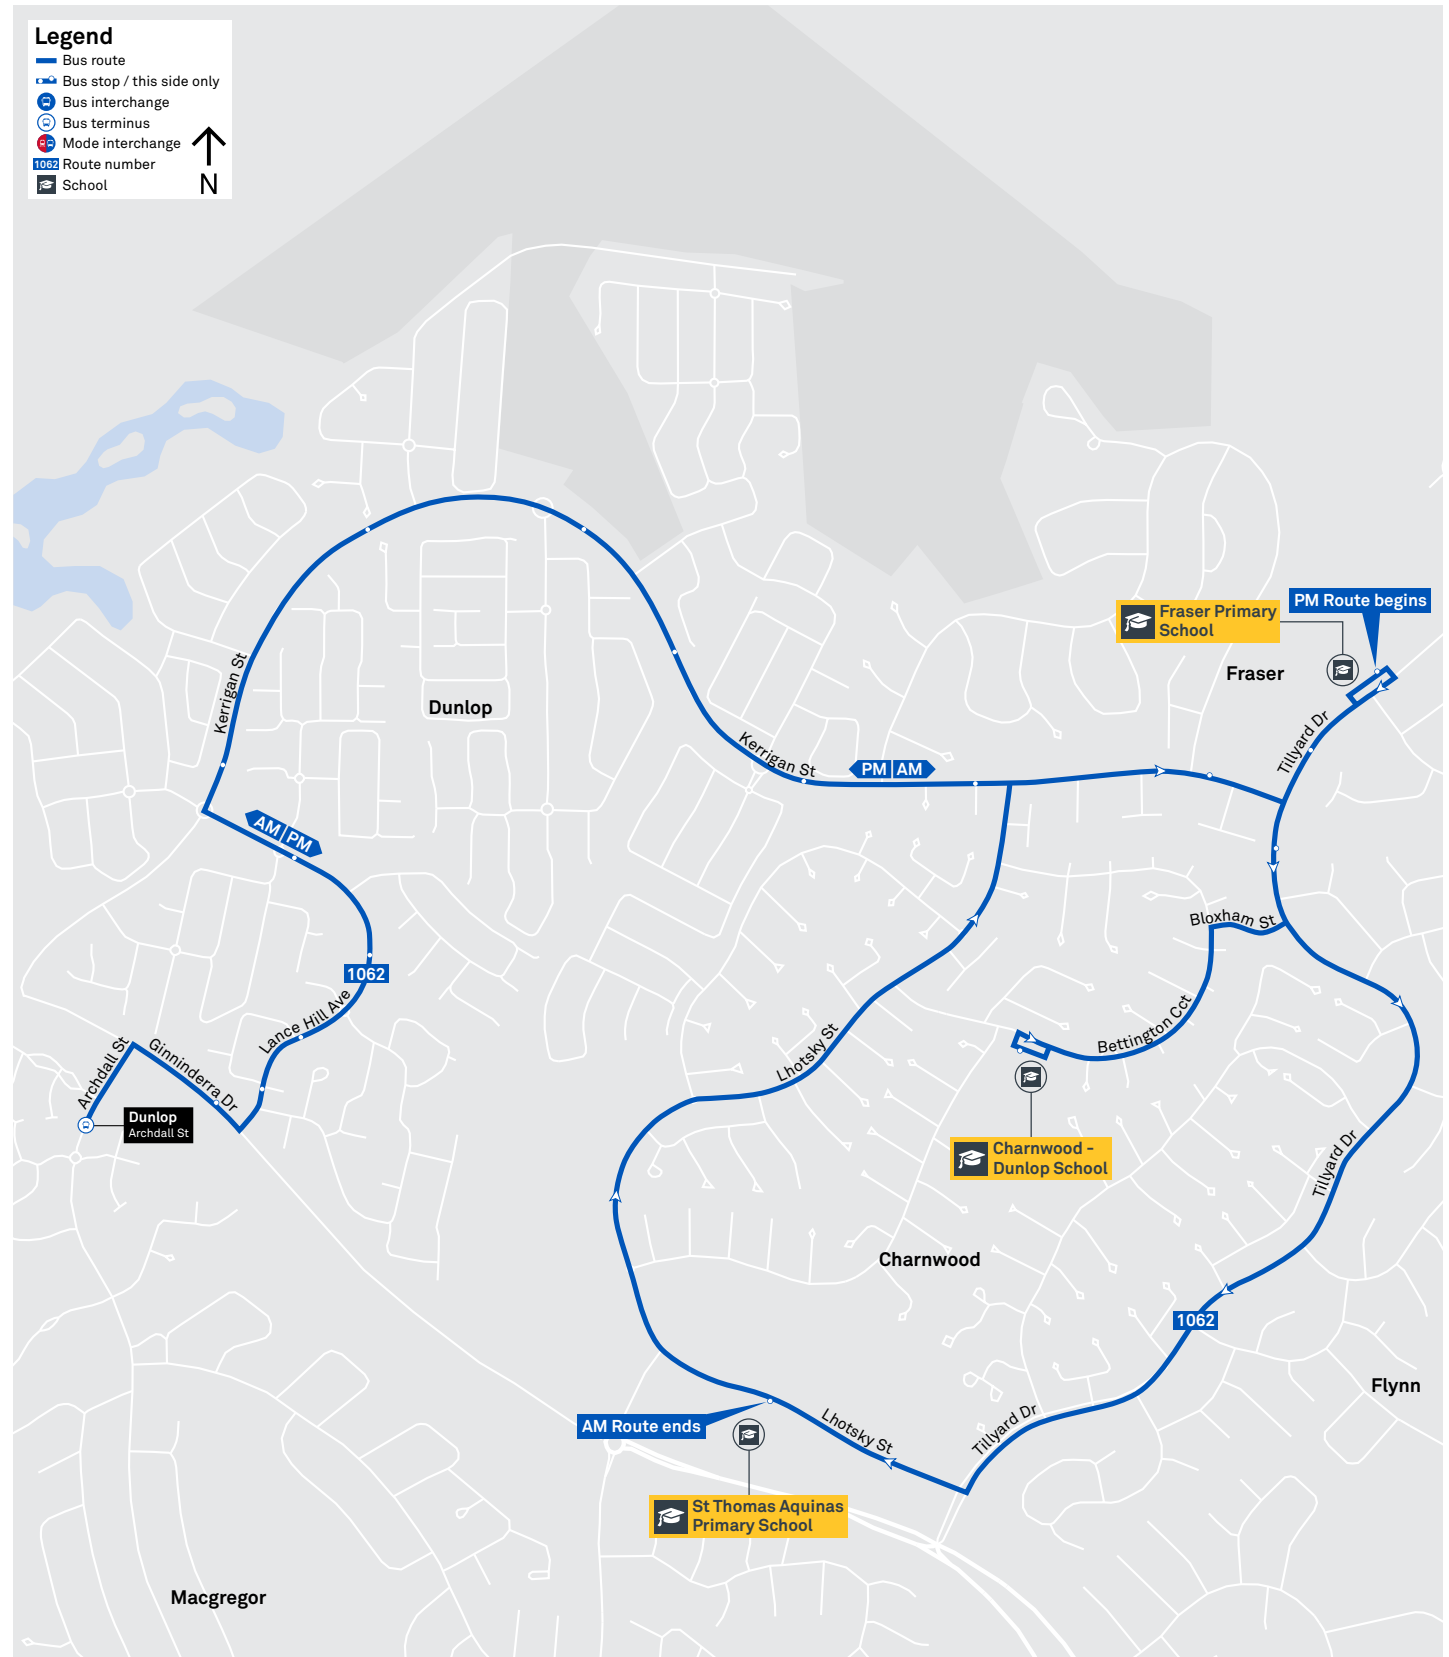 Legend
Bus route
Bus stop / this side only
Bus interchange
Bus terminus
Mode interchange
1062 Route number
School
N
PM Route begins
Fraser Primary
School
Fraser
Tillyard Dr
Kerrigan St
Dunlop
Kerrigan St
PM AM
AM PM
Bloxham St
1062
Lance Hill Ave
Bettington Cct
Archdall St
Ginninderra Dr
Lhotsky St
Dunlop
Archdall St
Charnwood -
Dunlop School
Tillyard Dr
Charnwood
1062
Flynn
AM Route ends
Lhotsky St
Tillyard Dr
St Thomas Aquinas
Primary School
Macgregor